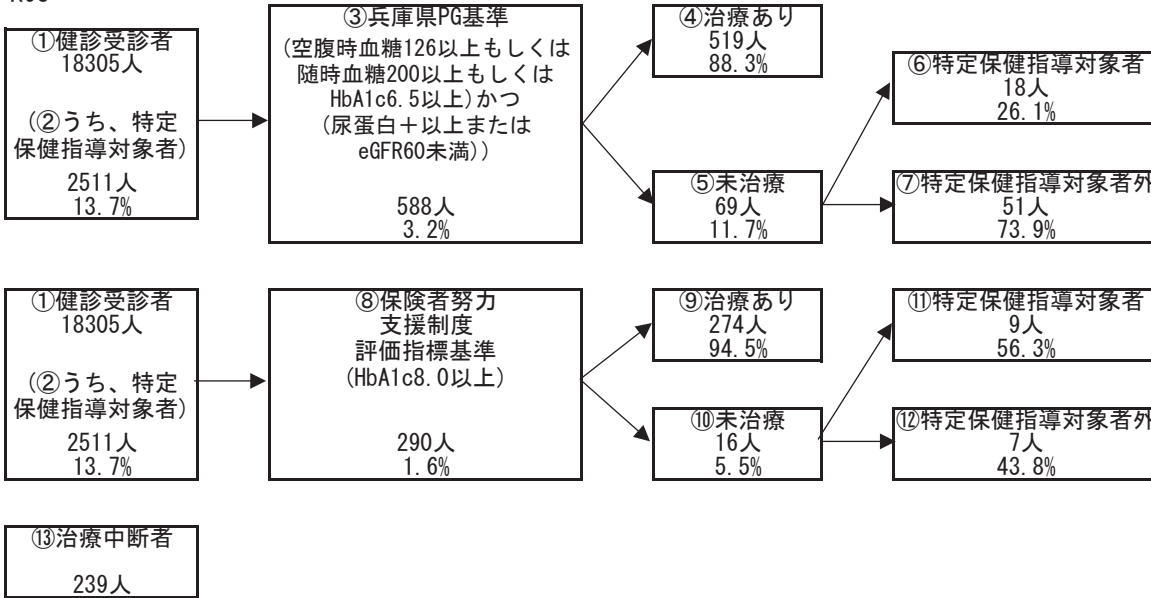 ①健診受診者
18305人
(②うち、特定
保健指導対象者)
2511人
13.7%
③兵庫県PG基準
(空腹時血糖126以上もしくは
随時血糖200以上もしくは
HbA1c6.5以上)かつ
(尿蛋白＋以上または
eGFR60未満))
588人
3.2%
④治療あり
519人
88.3%
⑤未治療
69人
11.7%
⑥特定保健指導対象者
18人
26.1%
⑦特定保健指導対象者外
51人
73.9%
①健診受診者
18305人
(②うち、特定
保健指導対象者)
2511人
13.7%
⑧保険者努力
支援制度
評価指標基準
(HbA1c8.0以上)
290人
1.6%
⑨治療あり
274人
94.5%
⑩未治療
16人
5.5%
⑪特定保健指導対象者
9人
56.3%
⑫特定保健指導対象者外
7人
43.8%
⑬治療中断者
239人